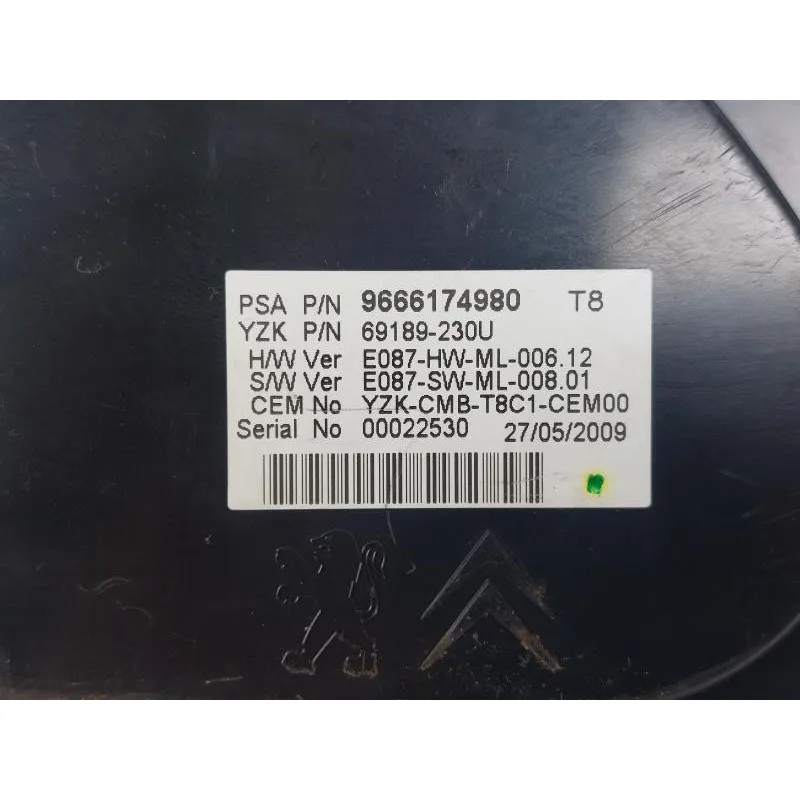 PSA P/N 9666174980 T8
YZK P/N 69189-230U
H/W Ver E087-HW-ML-006.12
S/W Ver E087-SW-ML-008.01
CEM No YZK-CMB-T8C1-CEM00
Serial No 00022530 27/05/2009